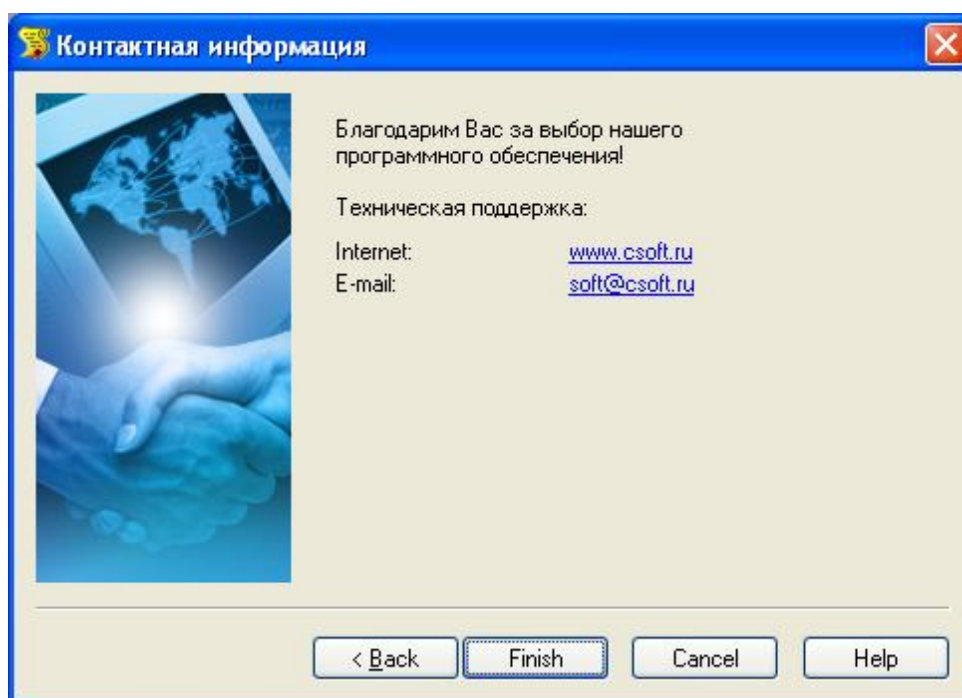 Контактная информация
Благодарим Вас за выбор нашего
программного обеспечения!
Техническая поддержка:
Internet: www.csoft.ru
E-mail: soft@csoft.ru
< Back Finish Cancel Help